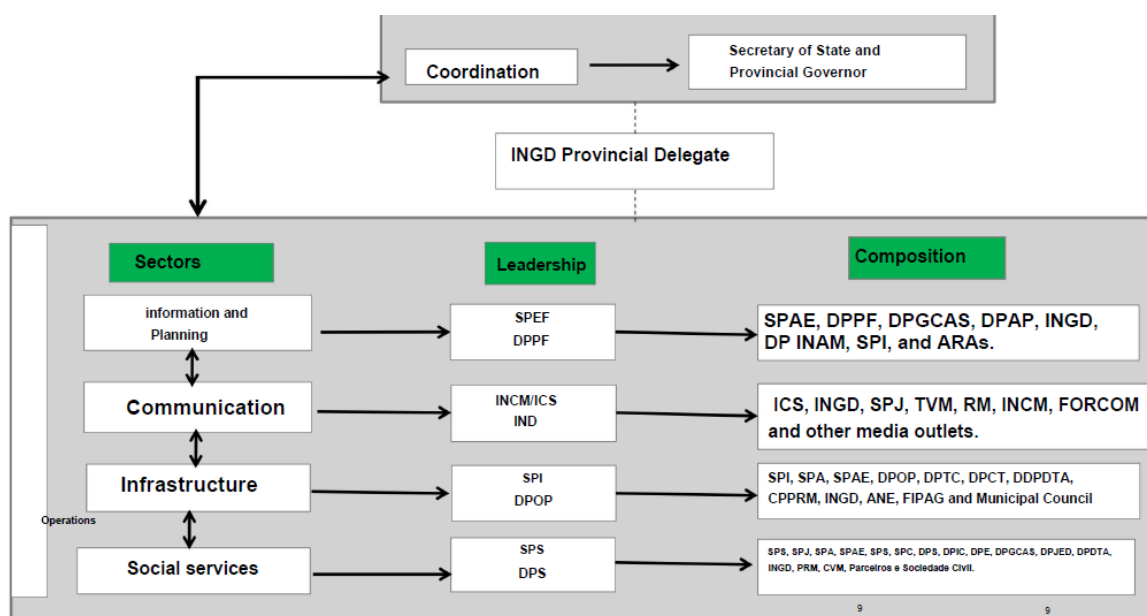 Coordination
Secretary of State and
Provincial Governor
INGD Provincial Delegate
Sectors
Leadership
Composition
information and
Planning
SPEF
DPPF
SPAE, DPPF, DPGCAS, DPAP, INGD,
DP INAM, SPI, and ARAs.
Communication
INCM/ICS
IND
ICS, INGD, SPJ, TVM, RM, INCM, FORCOM
and other media outlets.
Infrastructure
SPI
DPOP
SPI, SPA, SPAE, DPOP, DPTC, DPCT, DDPDTA,
CPPRM, INGD, ANE, FIPAG and Municipal Council
Operations
Social services
SPS
DPS
SPS, SPJ, SPA, SPAE, SPS, SPC, DPS, DPIC, DPE, DPGCAS, DPJED, DPDTA,
INGD, PRM, CVM, Parceiros e Sociedade Civil.
9
9